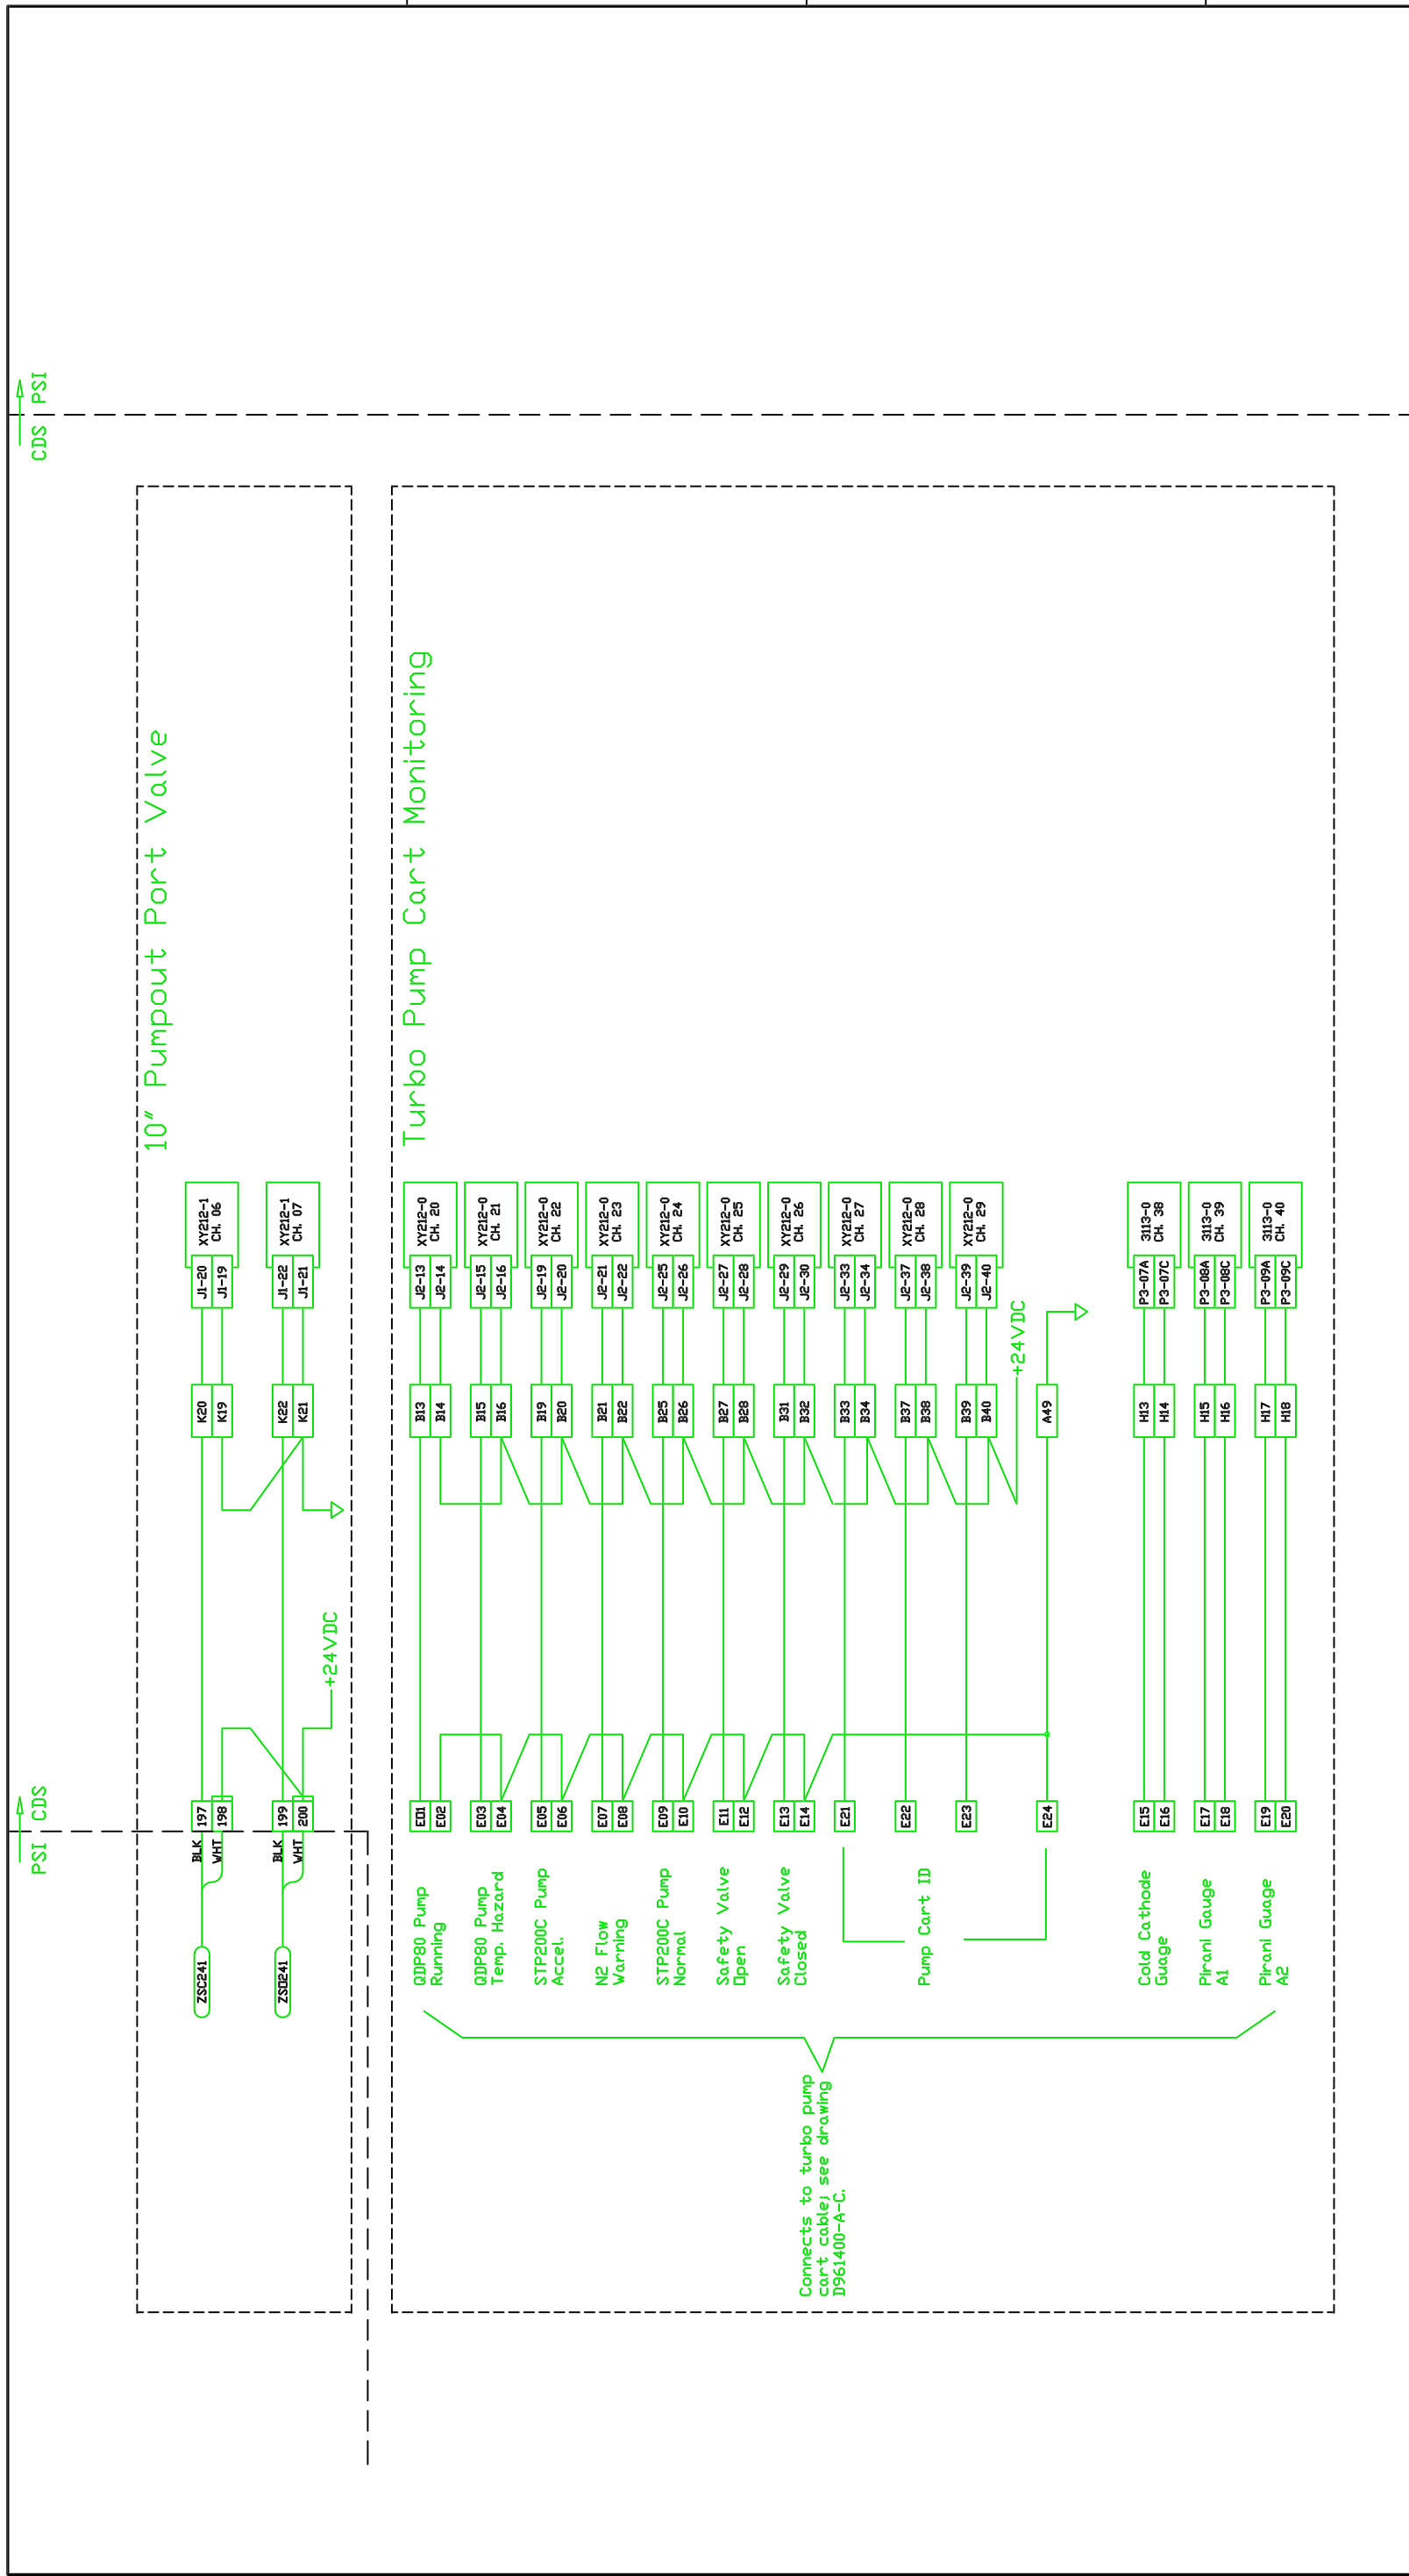 PSI CDS
CDS PSI
10" Pumpout Port Valve
ZSC241
BLK
WHT
197
198
K20
K19
J1-20
J1-19
XY212-1
CH. 06
ZSO241
BLK
WHT
199
200
K22
K21
J1-22
J1-21
XY212-1
CH. 07
+24VDC
Turbo Pump Cart Monitoring
QDP80 Pump
Running
E01
E02
B13
B14
J2-13
J2-14
XY212-0
CH. 20
QDP80 Pump
Temp. Hazard
E03
E04
B15
B16
J2-15
J2-16
XY212-0
CH. 21
STP200C Pump
Accel.
E05
E06
B19
B20
J2-19
J2-20
XY212-0
CH. 22
N2 Flow
Warning
E07
E08
B21
B22
J2-21
J2-22
XY212-0
CH. 23
STP200C Pump
Normal
E09
E10
B25
B26
J2-25
J2-26
XY212-0
CH. 24
Safety Valve
Open
E11
E12
B27
B28
J2-27
J2-28
XY212-0
CH. 25
Safety Valve
Closed
E13
E14
B31
B32
J2-29
J2-30
XY212-0
CH. 26
E21
B33
B34
J2-33
J2-34
XY212-0
CH. 27
Pump Cart ID
E22
B37
B38
J2-37
J2-38
XY212-0
CH. 28
E23
B39
B40
J2-39
J2-40
XY212-0
CH. 29
+24VDC
E24
A49
Cold Cathode
Guage
E15
E16
H13
H14
P3-07A
P3-07C
3113-0
CH. 38
Pirani Gauge
A1
E17
E18
H15
H16
P3-08A
P3-08C
3113-0
CH. 39
Pirani Guage
A2
E19
E20
H17
H18
P3-09A
P3-09C
3113-0
CH. 40
Connects to turbo pump
cart cable; see drawing
D961400-A-C.